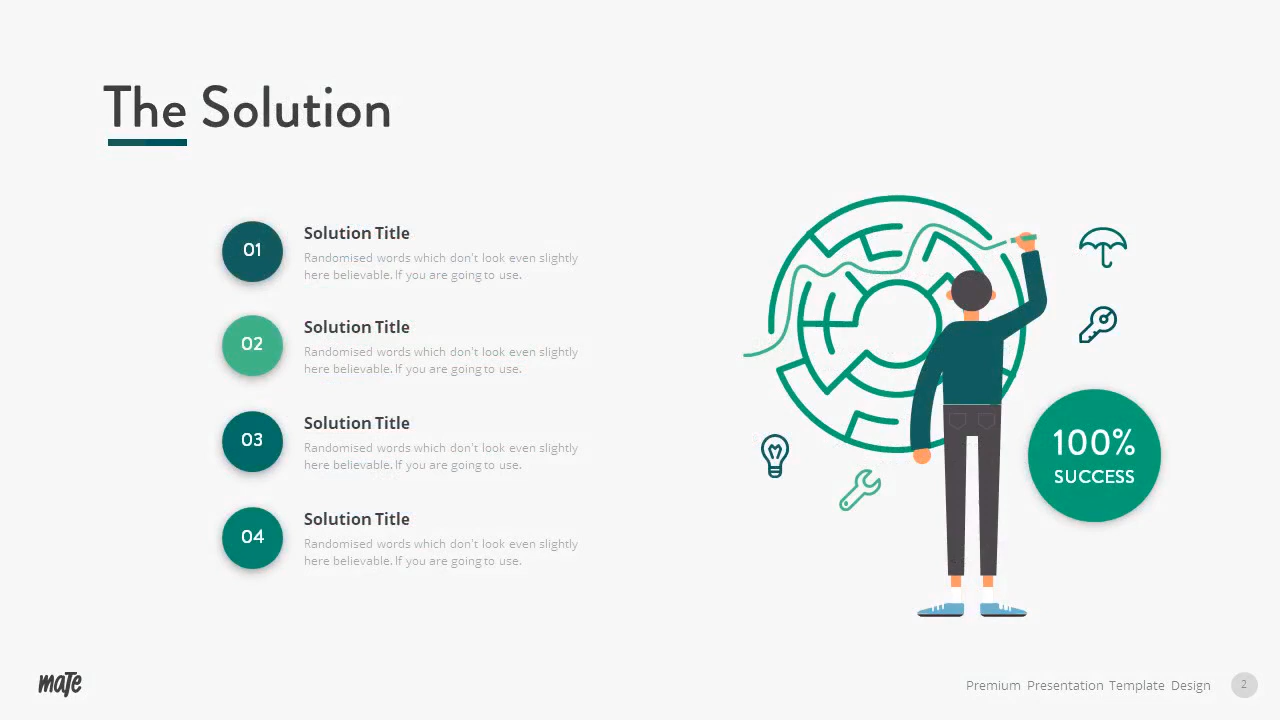 The Solution
01
Solution Title
Randomised words which don't look even slightly
here believable. If you are going to use.
02
Solution Title
Randomised words which don't look even slightly
here believable. If you are going to use.
03
Solution Title
Randomised words which don't look even slightly
here believable. If you are going to use.
04
Solution Title
Randomised words which don't look even slightly
here believable. If you are going to use.
100%
SUCCESS
maTe
Premium Presentation Template Design
2